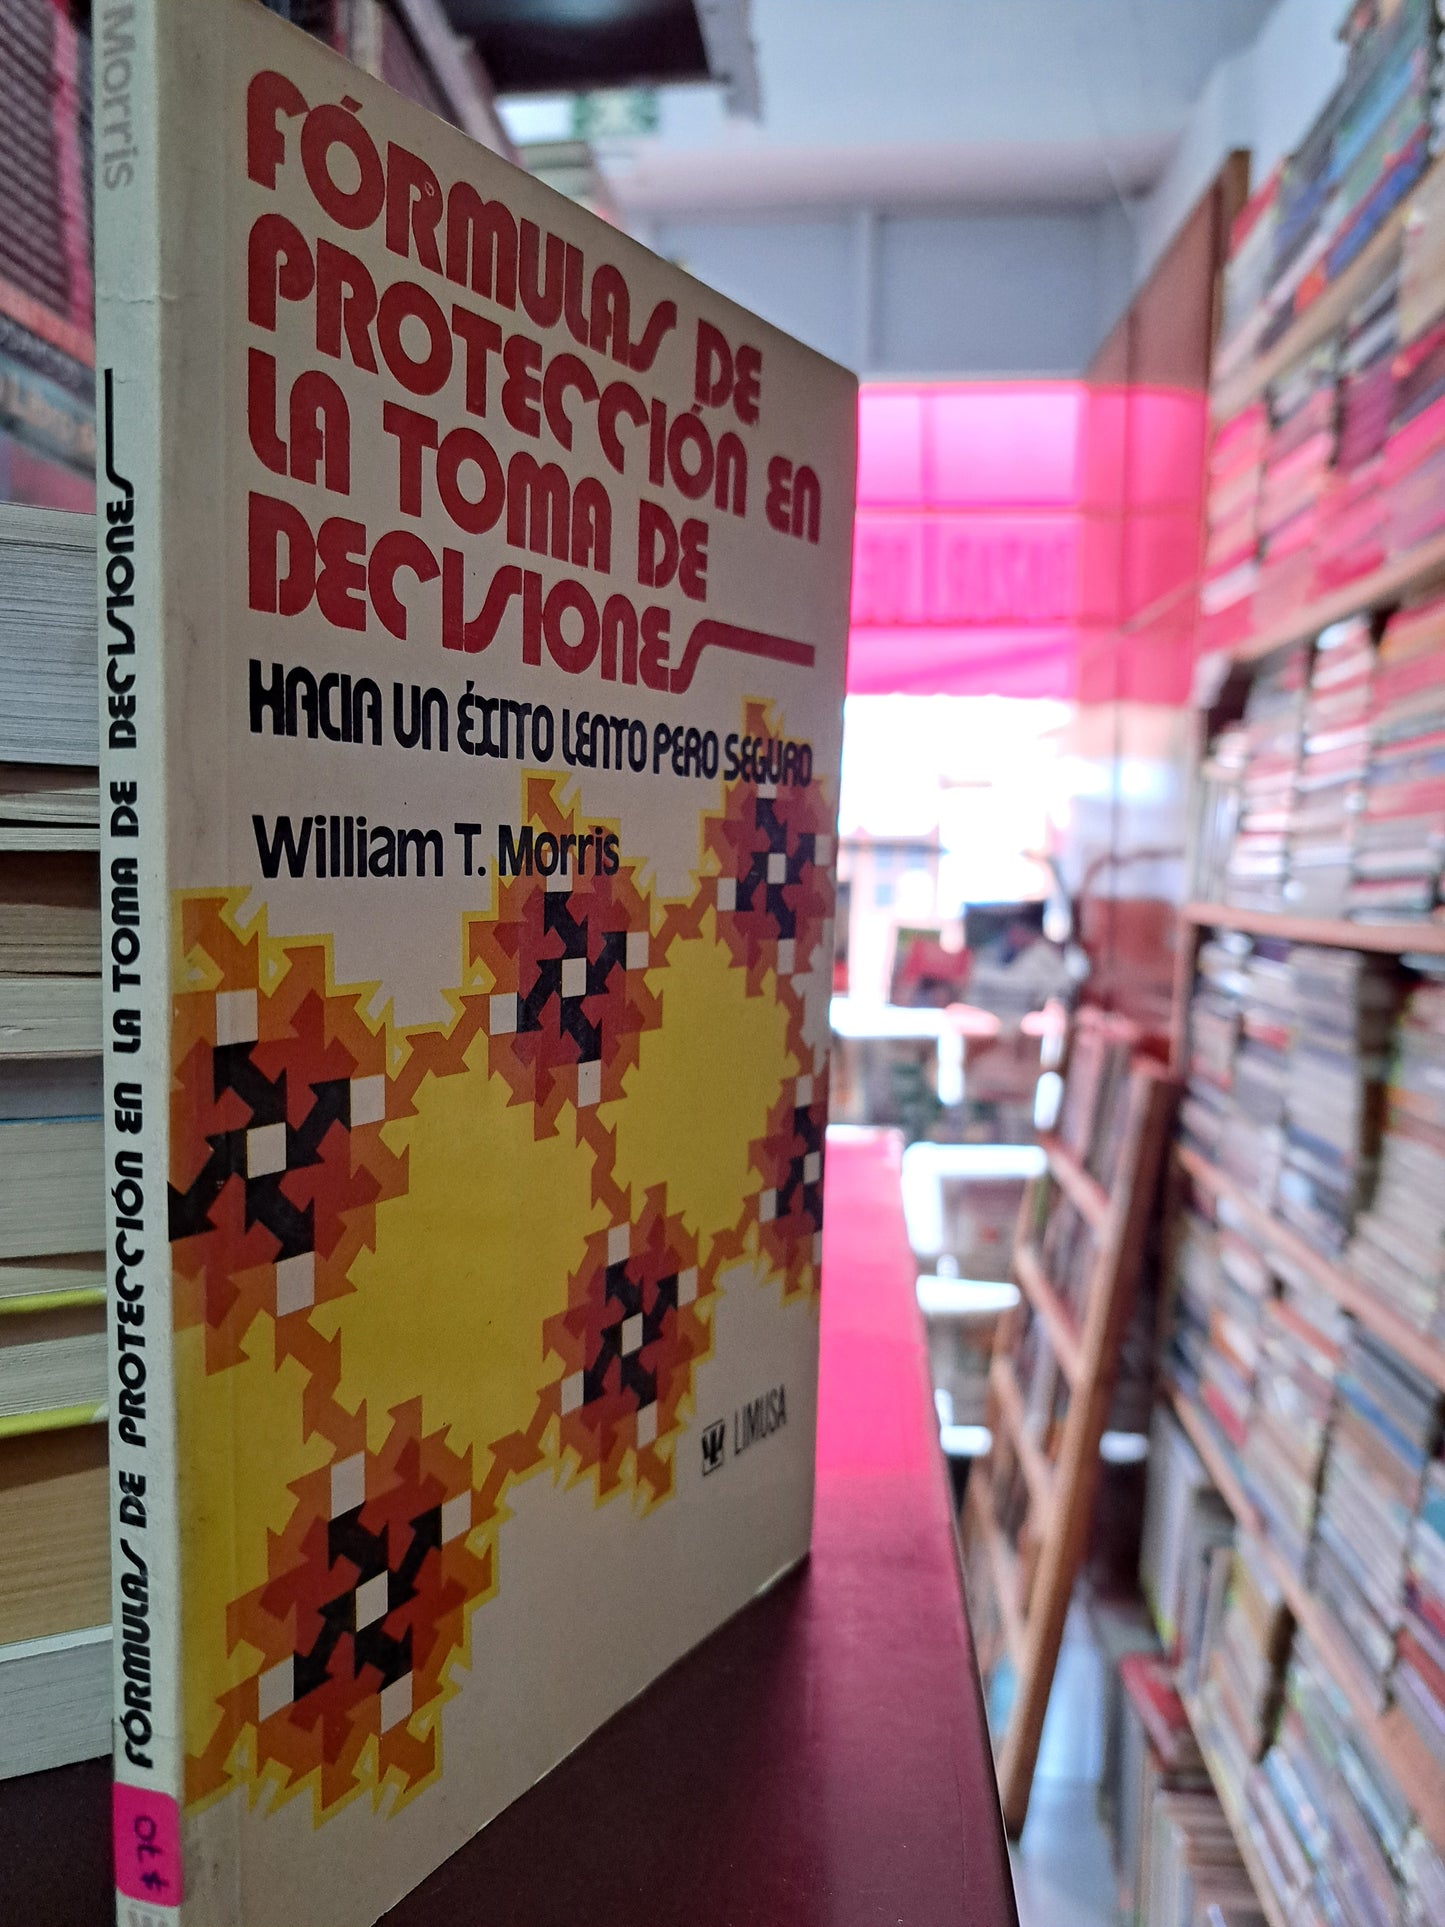 FÓRMULAS DE
PROTECCIÓN EN
LA TOMA DE
DECISIONES
HACIA UN ÉXITO LENTO PERO SEGURO
William T. Morris
LIMUSA
Morris
FÓRMULAS DE PROTECCIÓN EN LA TOMA DE DECISIONES
$70